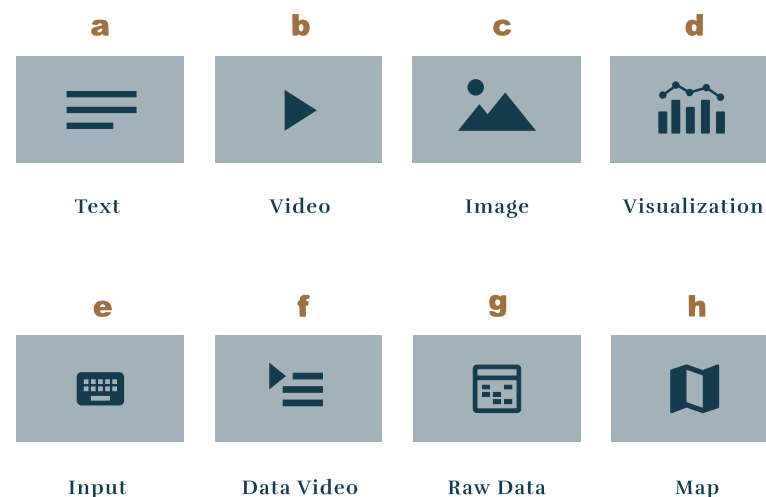 a b c d
Text Video Image Visualization
e f g h
Input Data Video Raw Data Map